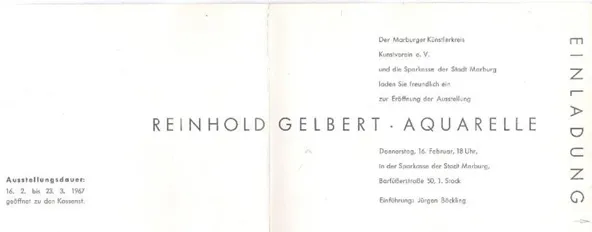 Der Marburger Künstlerkreis
Kunstverein e. V.
und die Sparkasse der Stadt Marburg
laden Sie freundlich ein
zur Eröffnung der Ausstellung
REINHOLD GELBERT · AQUARELLE
Donnerstag, 16. Februar, 18 Uhr,
in der Sparkasse der Stadt Marburg,
Barfüßerstraße 50, 1. Stock
Einführung: Jürgen Böckling
Ausstellungsdauer:
16. 2. bis 23. 3. 1967
geöffnet zu den Kassenst.
EINLADUNG